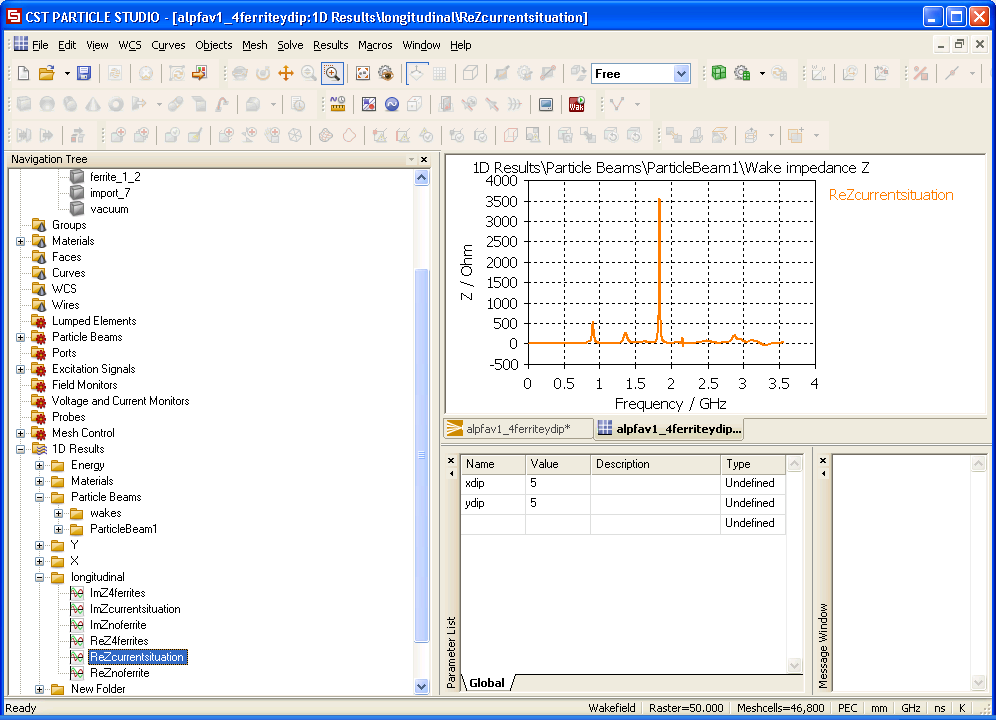 CST PARTICLE STUDIO - [alpfav1_4ferriteydip:1D Results\longitudinal\ReZcurrentsituation]
File Edit View WCS Curves Objects Mesh Solve Results Macros Window Help
Free
Wak
Navigation Tree
ferrite_1_2
import_7
vacuum
Groups
Materials
Faces
Curves
WCS
Wires
Lumped Elements
Particle Beams
Ports
Excitation Signals
Field Monitors
Voltage and Current Monitors
Probes
Mesh Control
1D Results
Energy
Materials
Particle Beams
wakes
ParticleBeam1
Y
X
longitudinal
ImZ4ferrites
ImZcurrentsituation
ImZnoferrite
ReZ4ferrites
ReZcurrentsituation
ReZnoferrite
New Folder
1D Results\Particle Beams\ParticleBeam1\Wake impedance Z
ReZcurrentsituation
4000
3500
3000
2500
2000
1500
1000
500
0
-500
Z / Ohm
0 0.5 1 1.5 2 2.5 3 3.5 4
Frequency / GHz
alpfav1_4ferriteydip*
alpfav1_4ferriteydip...
Name Value Description Type
xdip 5 Undefined
ydip 5 Undefined
Undefined
Parameter List
Global
Message Window
Ready
Wakefield Raster=50.000 Meshcells=46,800 PEC mm GHz ns K